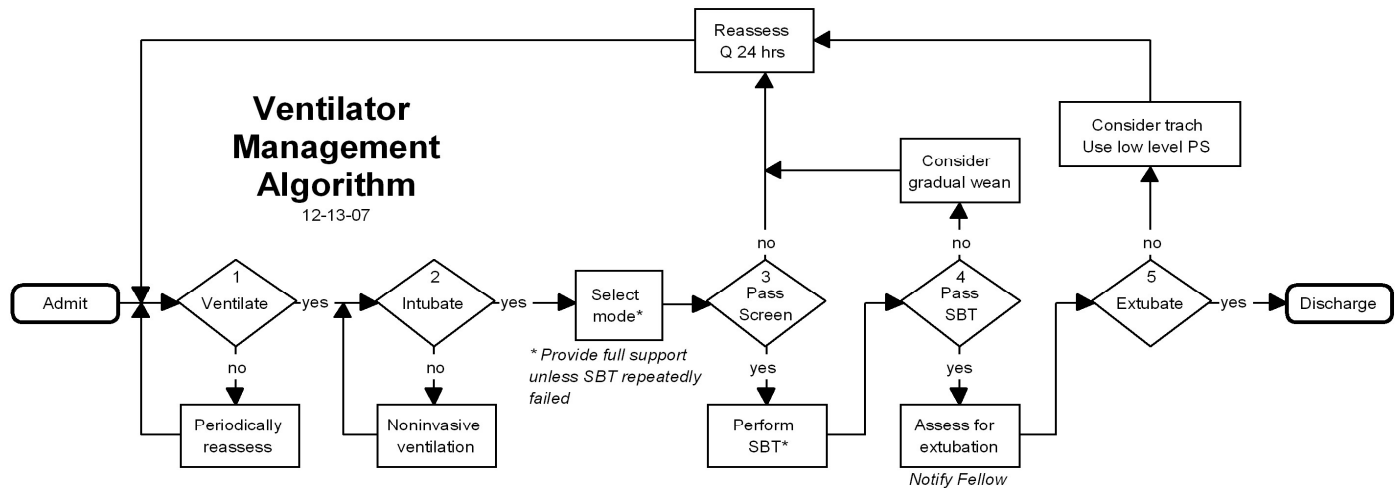 Reassess
Q 24 hrs
Ventilator
Management
Algorithm
12-13-07
Consider trach
Use low level PS
Consider
gradual wean
no
no
no
Admit
1
Ventilate
yes
2
Intubate
yes
Select
mode*
3
Pass
Screen
4
Pass
SBT
5
Extubate
yes
Discharge
* Provide full support
unless SBT repeatedly
failed
no
no
yes
yes
Periodically
reassess
Noninvasive
ventilation
Perform
SBT*
Assess for
extubation
Notify Fellow